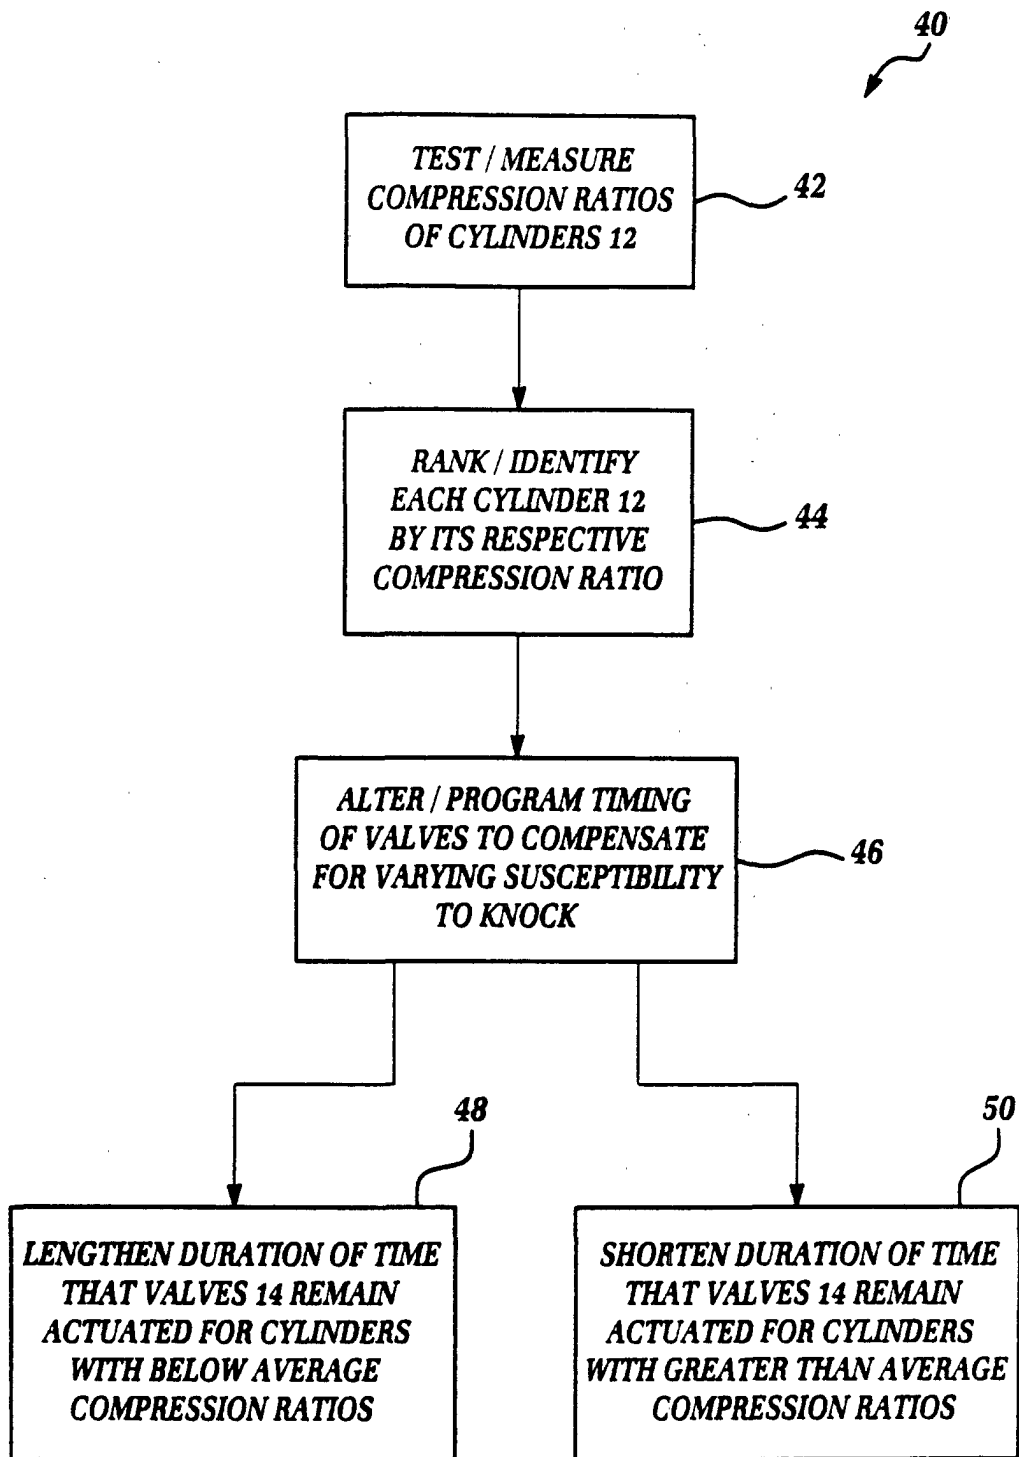 40
TEST / MEASURE
COMPRESSION RATIOS
OF CYLINDERS 12
42
RANK / IDENTIFY
EACH CYLINDER 12
BY ITS RESPECTIVE
COMPRESSION RATIO
44
ALTER / PROGRAM TIMING
OF VALVES TO COMPENSATE
FOR VARYING SUSCEPTIBILITY
TO KNOCK
46
48
LENGTHEN DURATION OF TIME
THAT VALVES 14 REMAIN
ACTUATED FOR CYLINDERS
WITH BELOW AVERAGE
COMPRESSION RATIOS
50
SHORTEN DURATION OF TIME
THAT VALVES 14 REMAIN
ACTUATED FOR CYLINDERS
WITH GREATER THAN AVERAGE
COMPRESSION RATIOS